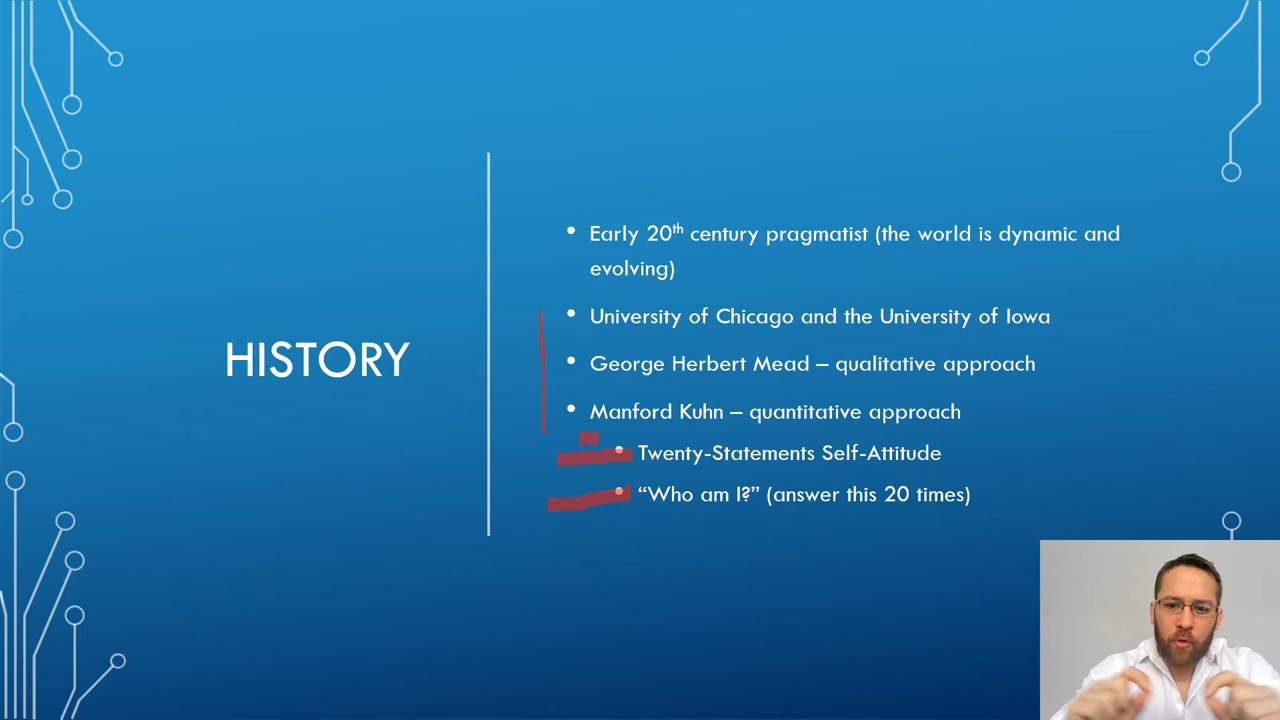 HISTORY
• Early 20th century pragmatist (the world is dynamic and
evolving)
• University of Chicago and the University of Iowa
• George Herbert Mead – qualitative approach
• Manford Kuhn – quantitative approach
• Twenty-Statements Self-Attitude
• “Who am I?” (answer this 20 times)